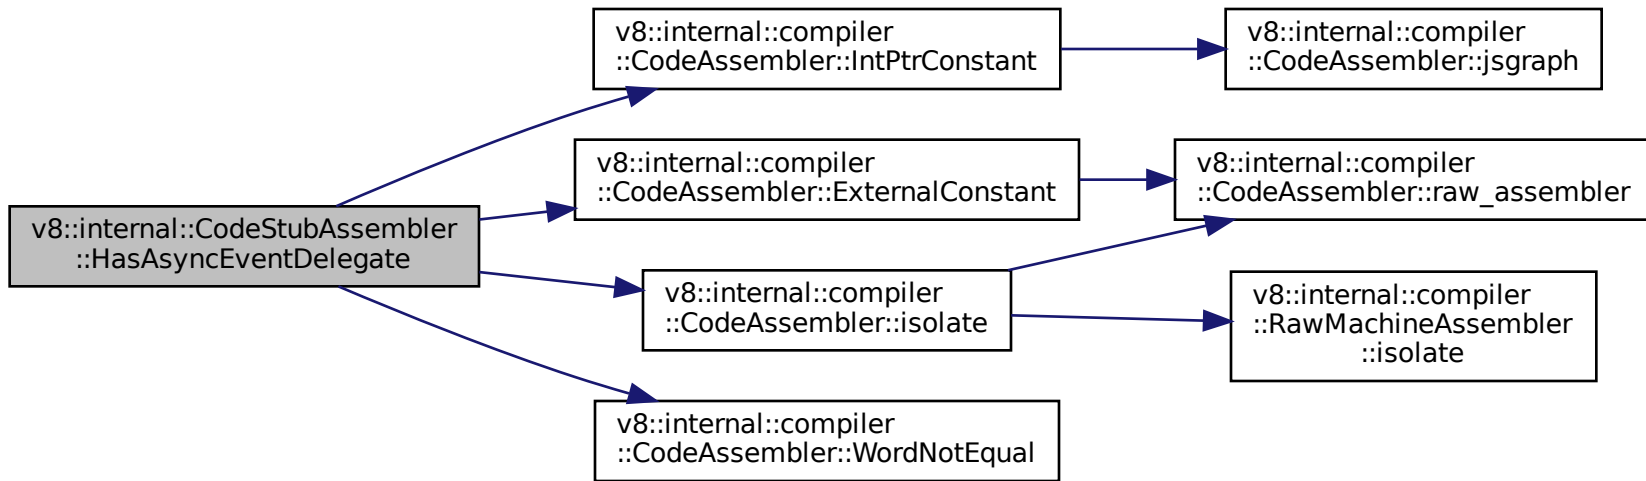 v8::internal::compiler
::CodeAssembler::IntPtrConstant
v8::internal::compiler
::CodeAssembler::jsgraph
v8::internal::compiler
::CodeAssembler::ExternalConstant
v8::internal::compiler
::CodeAssembler::raw_assembler
v8::internal::CodeStubAssembler
::HasAsyncEventDelegate
v8::internal::compiler
::CodeAssembler::isolate
v8::internal::compiler
::RawMachineAssembler
::isolate
v8::internal::compiler
::CodeAssembler::WordNotEqual